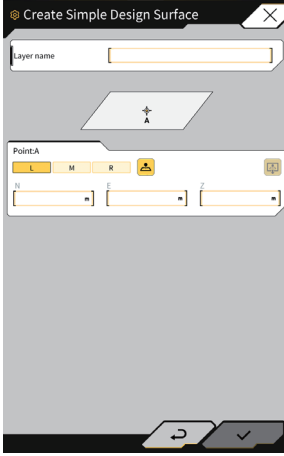 Create Simple Design Surface
Layer name
A
Point:A
L M R
N E Z
m m m